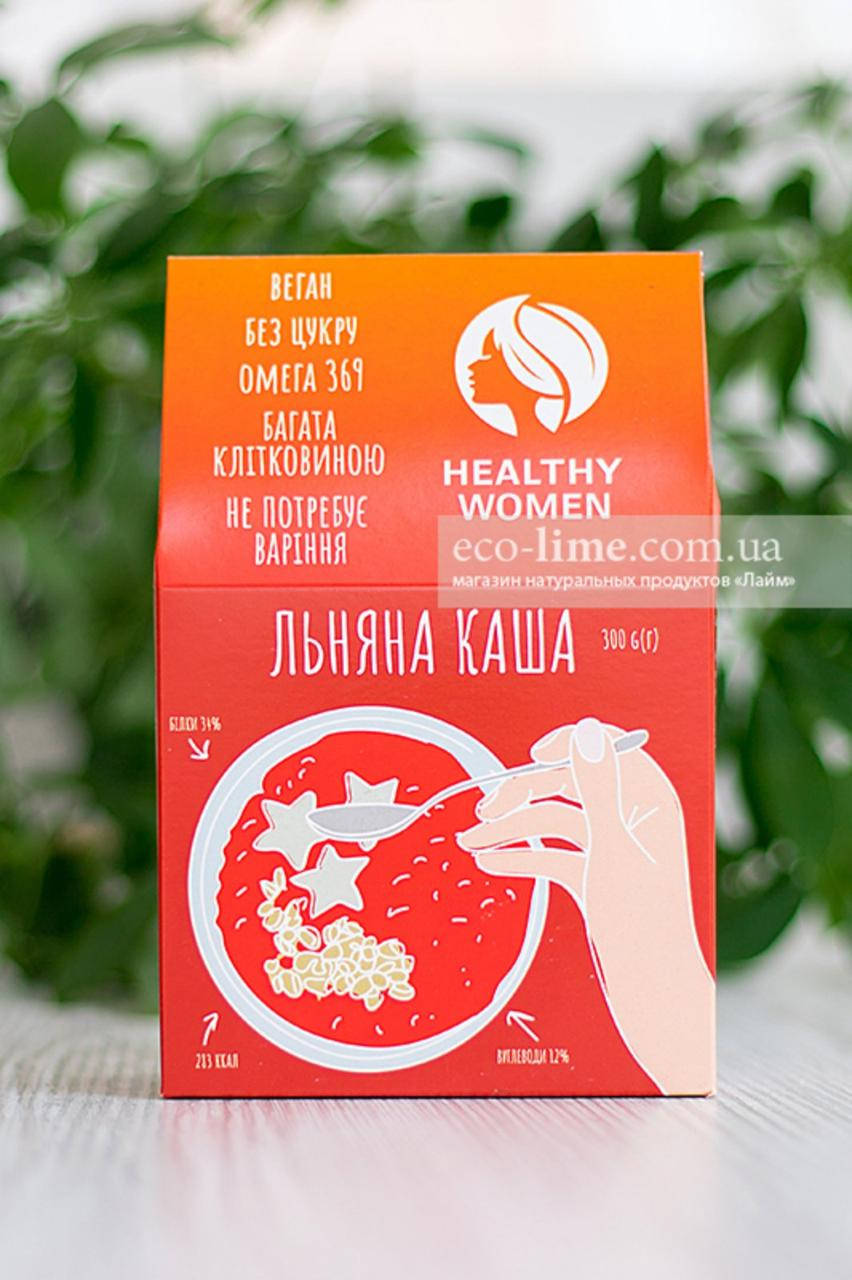 ВЕГАН
БЕЗ ЦУКРУ
ОМЕГА 369
БАГАТА
КЛІТКОВИНОЮ
НЕ ПОТРЕБУЄ
ВАРІННЯ
HEALTHY
WOMEN
eco-lime.com.ua
магазин натуральных продуктов «Лайм»
ЛЬНЯНА КАША
300 G(Г)
БІЛКИ 34%
283 ККАЛ
ВУГЛЕВОДИ 12%